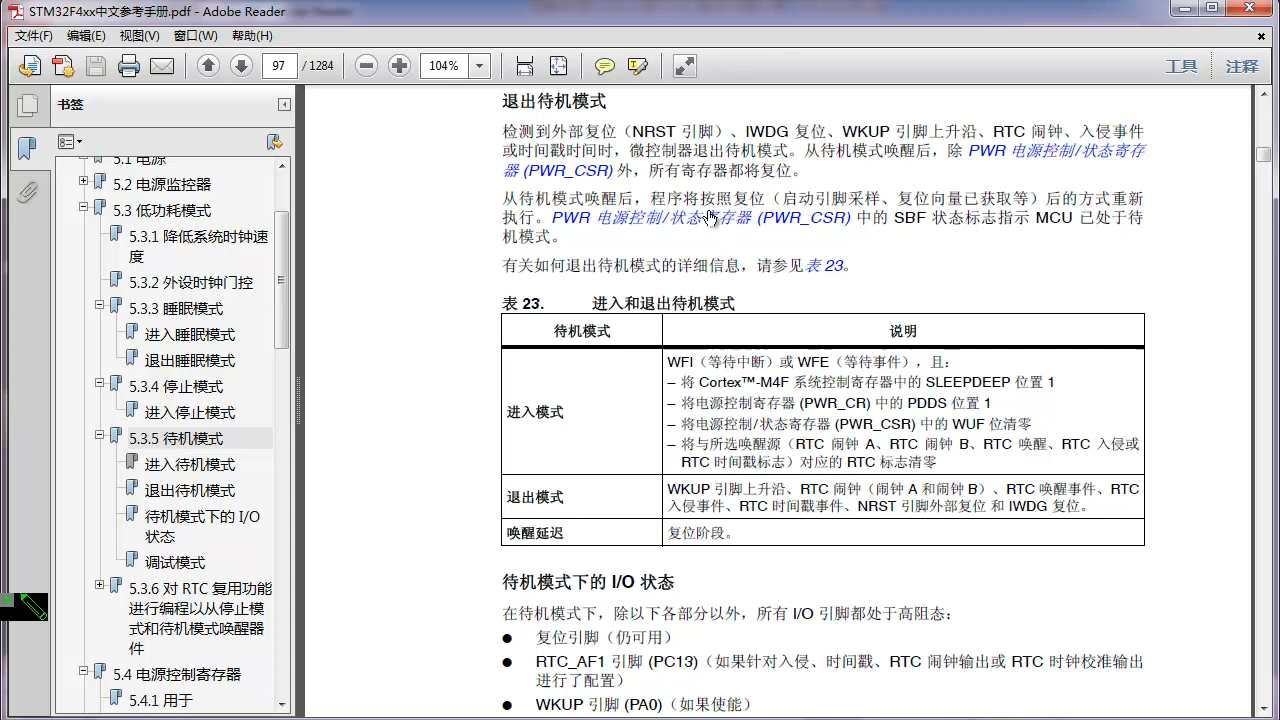 STM32F4xx中文参考手册.pdf - Adobe Reader
文件(F) 编辑(E) 视图(V) 窗口(W) 帮助(H)
97 / 1284 104% 工具 注释
书签
5.1 电源
5.2 电源监控器
5.3 低功耗模式
5.3.1 降低系统时钟速
度
5.3.2 外设时钟门控
5.3.3 睡眠模式
进入睡眠模式
退出睡眠模式
5.3.4 停止模式
进入停止模式
5.3.5 待机模式
进入待机模式
退出待机模式
待机模式下的 I/O
状态
调试模式
5.3.6 对 RTC 复用功能
进行编程以从停止模
式和待机模式唤醒器
件
5.4 电源控制寄存器
5.4.1 用于
退出待机模式
检测到外部复位（NRST 引脚）、IWDG 复位、WKUP 引脚上升沿、RTC 闹钟、入侵事件
或时间戳时间时，微控制器退出待机模式。从待机模式唤醒后，除 PWR 电源控制/状态寄存
器 (PWR_CSR) 外，所有寄存器都将复位。
从待机模式唤醒后，程序将按照复位（启动引脚采样、复位向量已获取等）后的方式重新
执行。PWR 电源控制/状态寄存器 (PWR_CSR) 中的 SBF 状态标志指示 MCU 已处于待
机模式。
有关如何退出待机模式的详细信息，请参见表 23。
表 23. 进入和退出待机模式
待机模式 说明
进入模式
WFI（等待中断）或 WFE（等待事件），且：
– 将 Cortex™-M4F 系统控制寄存器中的 SLEEPDEEP 位置 1
– 将电源控制寄存器 (PWR_CR) 中的 PDDS 位置 1
– 将电源控制/状态寄存器 (PWR_CSR) 中的 WUF 位清零
– 将与所选唤醒源（RTC 闹钟 A、RTC 闹钟 B、RTC 唤醒、RTC 入侵或
RTC 时间戳标志）对应的 RTC 标志清零
退出模式
WKUP 引脚上升沿、RTC 闹钟（闹钟 A 和闹钟 B）、RTC 唤醒事件、RTC
入侵事件、RTC 时间戳事件、NRST 引脚外部复位 和 IWDG 复位。
唤醒延迟 复位阶段。
待机模式下的 I/O 状态
在待机模式下，除以下各部分以外，所有 I/O 引脚都处于高阻态：
● 复位引脚（仍可用）
● RTC_AF1 引脚 (PC13)（如果针对入侵、时间戳、RTC 闹钟输出或 RTC 时钟校准输出
进行了配置）
● WKUP 引脚 (PA0)（如果使能）